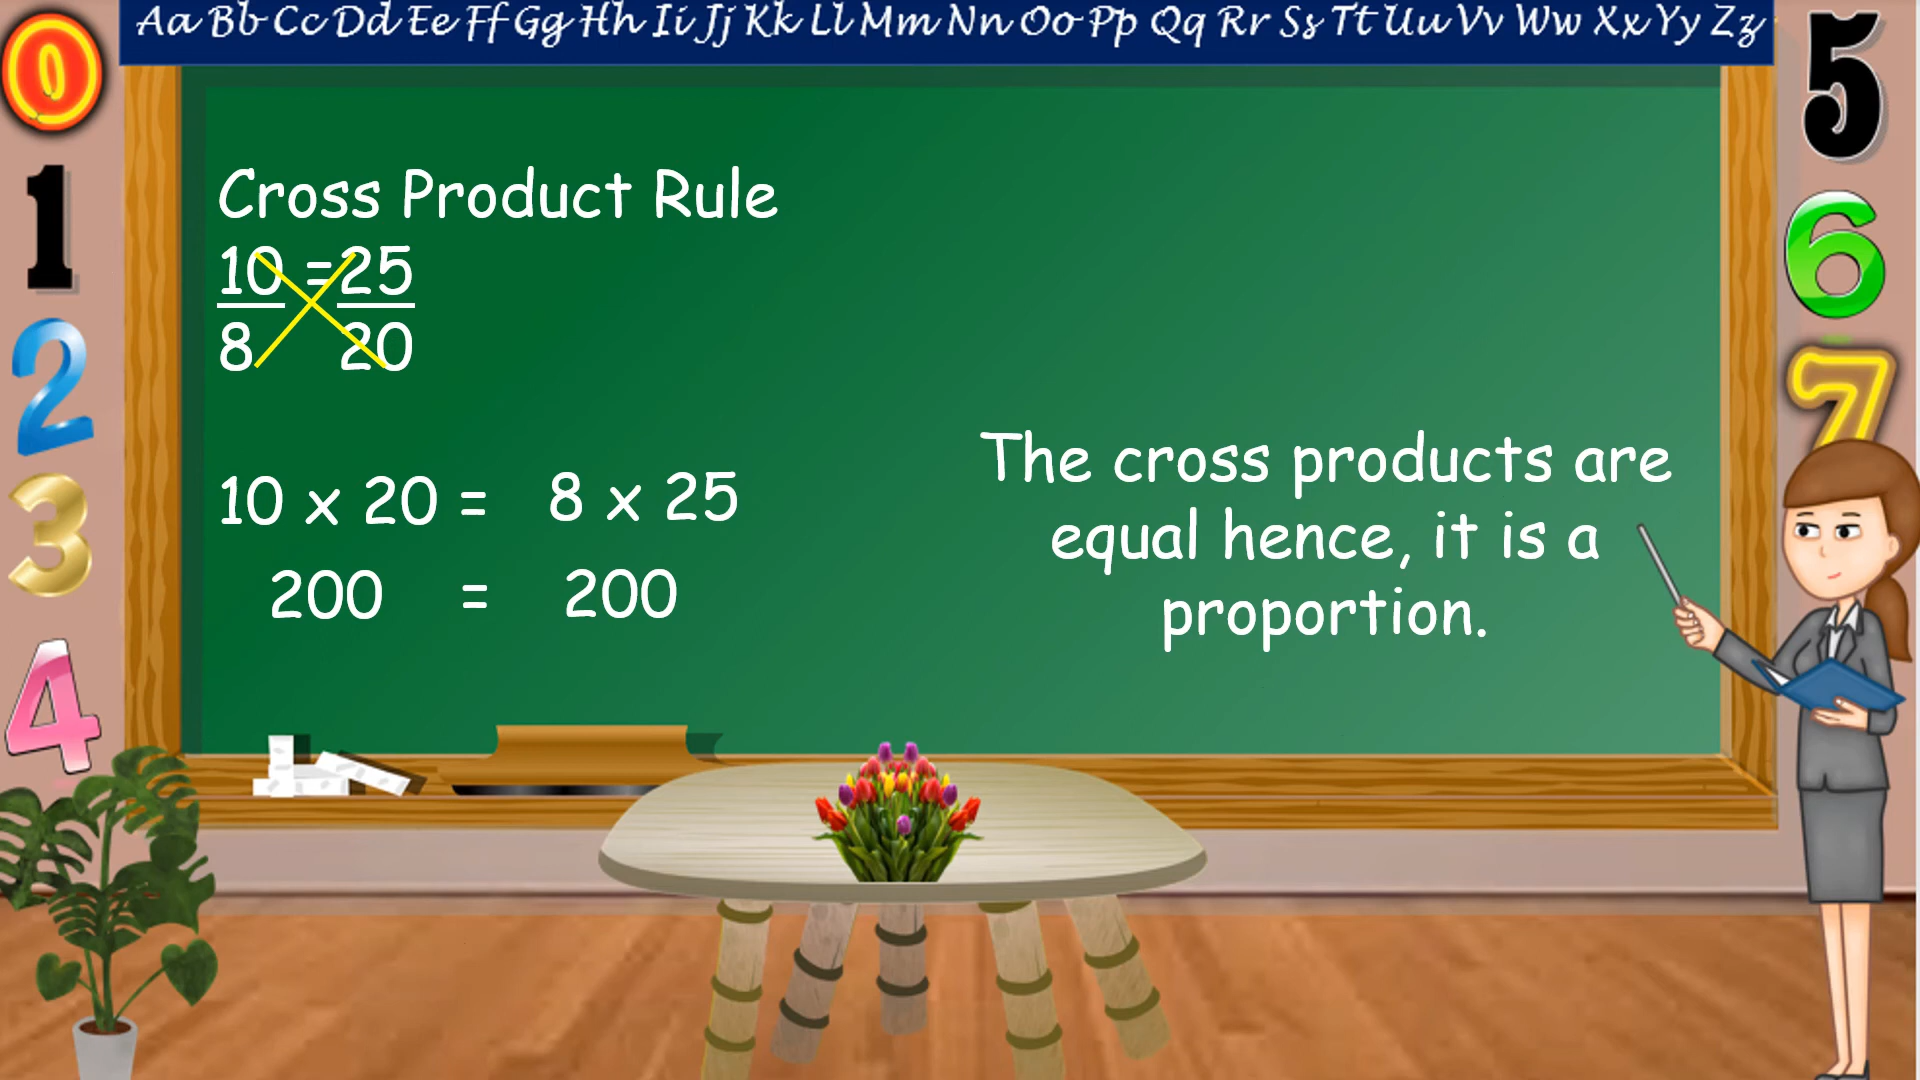 Aa Bb Cc Dd Ee Ff Gg Hh Ii Jj Kk Ll Mm Nn Oo Pp Qq Rr Ss Tt Uu Vv Ww Xx Yy Zz
0
1
2
3
4
5
6
7
Cross Product Rule
10 = 25
8 20
10 x 20 = 8 x 25
200 = 200
The cross products are
equal hence, it is a
proportion.